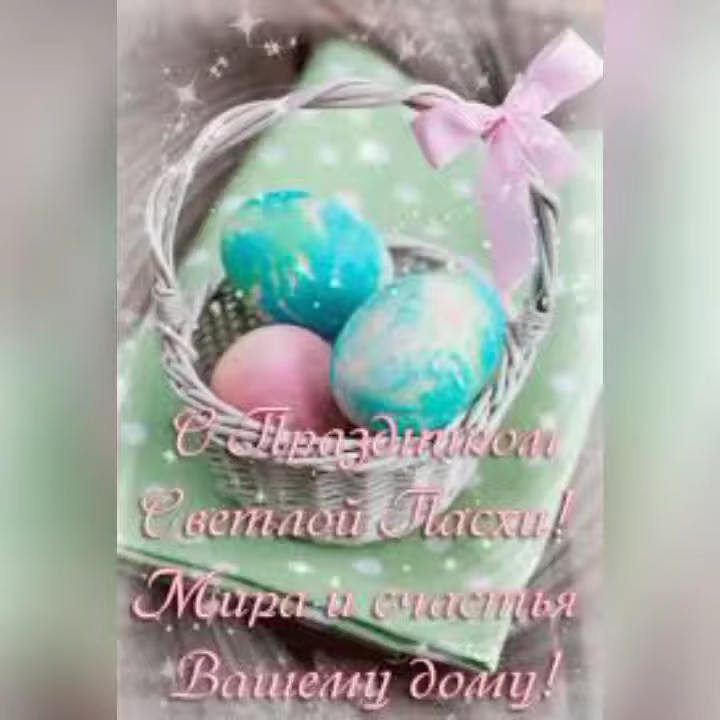 С Праздником
Светлой Пасхи!
Мира и счастья
Вашему дому!